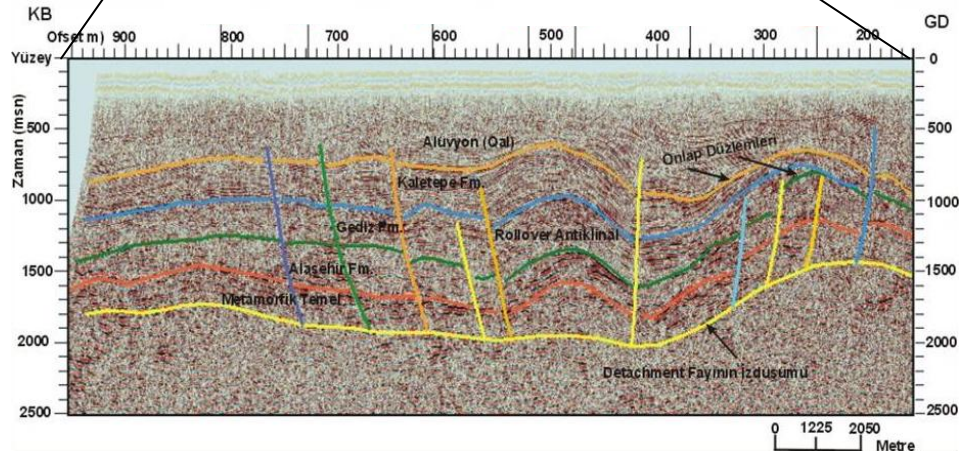 KB
GD
Ofset m) 900 800 700 600 500 400 300 200
Yüzey
0
Zaman (msn)
500
500
1000
1000
1500
1500
2000
2000
2500
2500
Aluvyon (Qal)
Onlap Düzlemleri
Kaletepe Fm.
Gediz Fm.
Rollover Antiklinal
Alaşehir Fm.
Metamorfik Temel
Detachment Fayının İzdüşümü
0 1225 2050
Metre